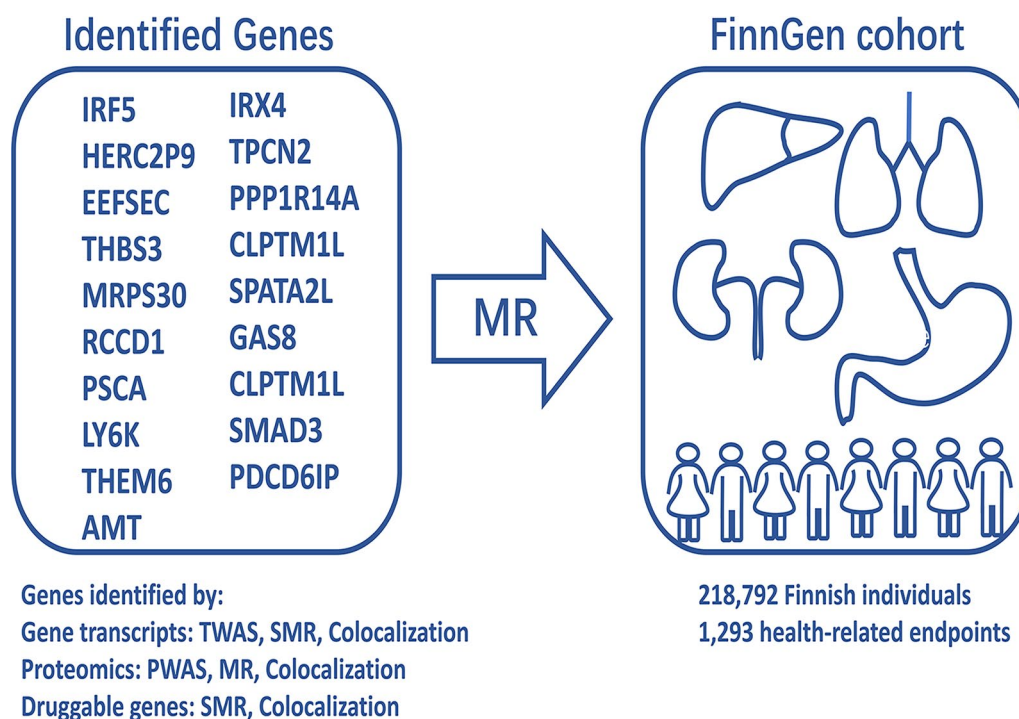 Identified Genes
IRF5
HERC2P9
EEFSEC
THBS3
MRPS30
RCCD1
PSCA
LY6K
THEM6
AMT
IRX4
TPCN2
PPP1R14A
CLPTM1L
SPATA2L
GAS8
CLPTM1L
SMAD3
PDCD6IP
MR
FinnGen cohort
Genes identified by:
Gene transcripts: TWAS, SMR, Colocalization
Proteomics: PWAS, MR, Colocalization
Druggable genes: SMR, Colocalization
218,792 Finnish individuals
1,293 health-related endpoints